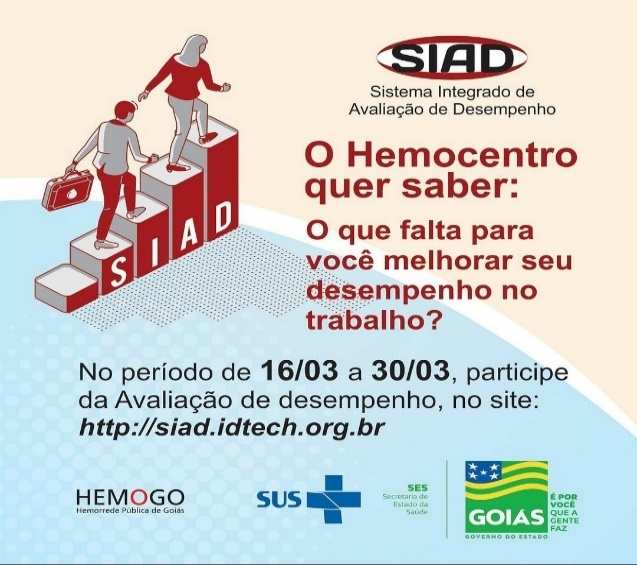 SIAD
Sistema Integrado de
Avaliação de Desempenho
O Hemocentro
quer saber:
O que falta para
você melhorar seu
desempenho no
trabalho?
SIAD
No período de 16/03 a 30/03, participe
da Avaliação de desempenho, no site:
http://siad.idtech.org.br
HEMOGO
Hemorrede Pública de Goiás
SUS
SES
Secretaria de
Estado da
Saúde
GOIÁS
GOVERNO DO ESTADO
É POR
VOCÊ
QUE A
GENTE
FAZ